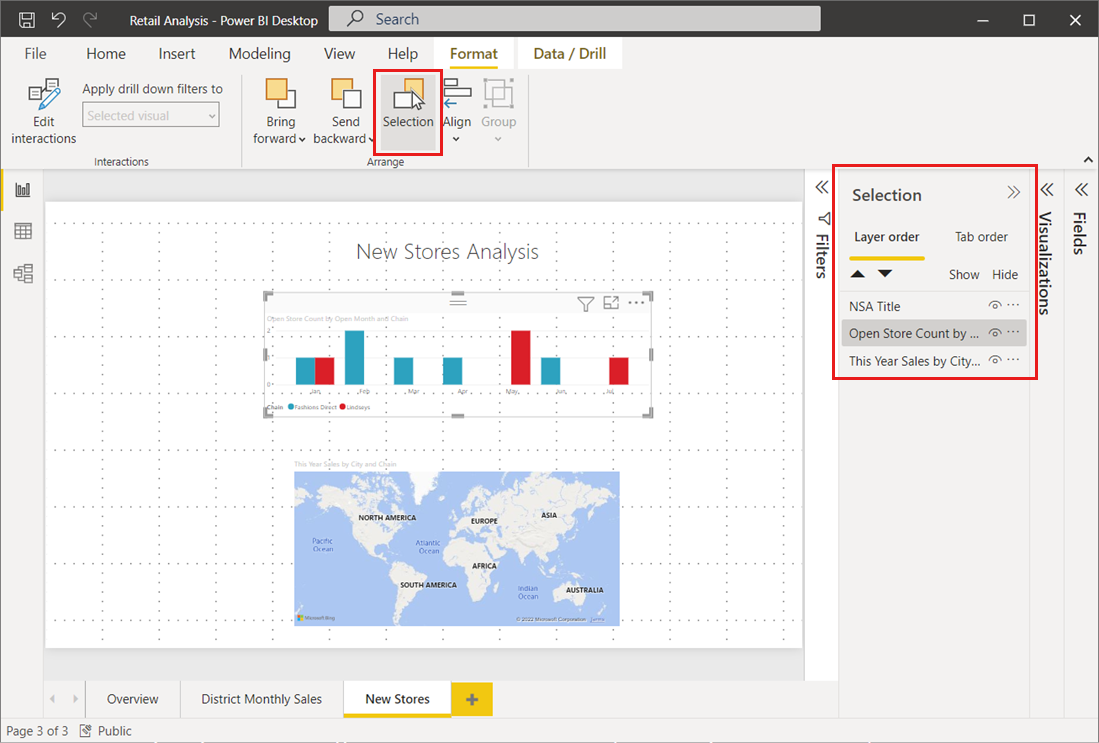 Retail Analysis - Power BI Desktop
Search
File Home Insert Modeling View Help Format Data / Drill
Edit interactions
Apply drill down filters to
Selected visual
Interactions
Bring forward
Send backward
Selection
Align
Group
Arrange
New Stores Analysis
Open Store Count by Open Month and Chain
2
0
Jan Feb Mar Apr May Jun Jul
Chain Fashions Direct Lindseys
This Year Sales by City and Chain
NORTH AMERICA
EUROPE
ASIA
Pacific Ocean
Atlantic Ocean
AFRICA
SOUTH AMERICA
Indian Ocean
AUSTRALIA
Microsoft Bing
© 2022 Microsoft Corporation Terms
Filters
Selection
Layer order Tab order
Show Hide
NSA Title
Open Store Count by ...
This Year Sales by City...
Visualizations
Fields
Overview District Monthly Sales New Stores
Page 3 of 3 Public